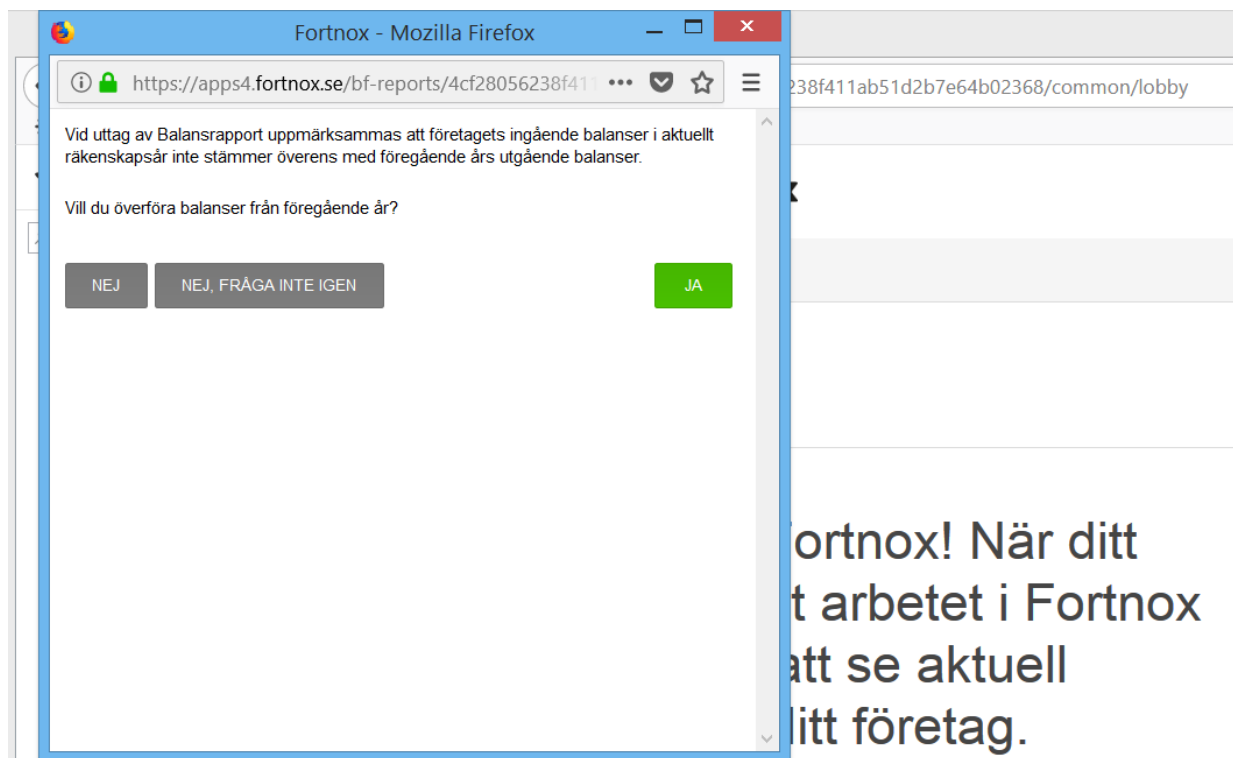 Fortnox - Mozilla Firefox
https://apps4.fortnox.se/bf-reports/4cf28056238f411
238f411ab51d2b7e64b02368/common/lobby
Vid uttag av Balansrapport uppmärksammas att företagets ingående balanser i aktuellt
räkenskapsår inte stämmer överens med föregående års utgående balanser.
Vill du överföra balanser från föregående år?
NEJ
NEJ, FRÅGA INTE IGEN
JA
ortnox! När ditt
t arbetet i Fortnox
att se aktuell
litt företag.